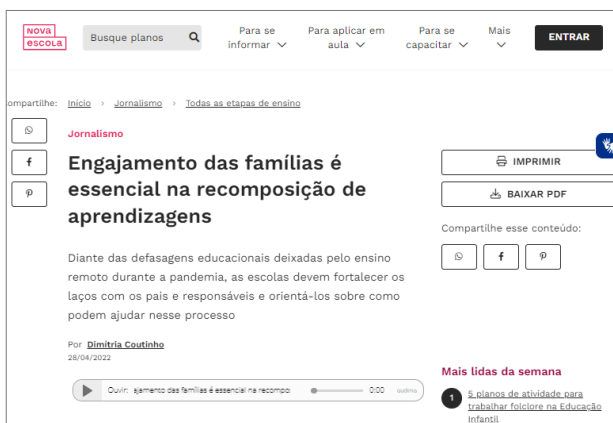 nova
escola
Busque planos
Para se
informar
Para aplicar em
aula
Para se
capacitar
Mais
ENTRAR
ompartilhe:
Início › Jornalismo › Todas as etapas de ensino
Jornalismo
Engajamento das famílias é
essencial na recomposição de
aprendizagens
Diante das defasagens educacionais deixadas pelo ensino
remoto durante a pandemia, as escolas devem fortalecer os
laços com os pais e responsáveis e orientá-los sobre como
podem ajudar nesse processo
Por Dimítria Coutinho
28/04/2022
Ouvir: ajamento das famílias é essencial na recompo: 0:00 audima
IMPRIMIR
BAIXAR PDF
Compartilhe esse conteúdo:
Mais lidas da semana
1 5 planos de atividade para
trabalhar folclore na Educação
Infantil